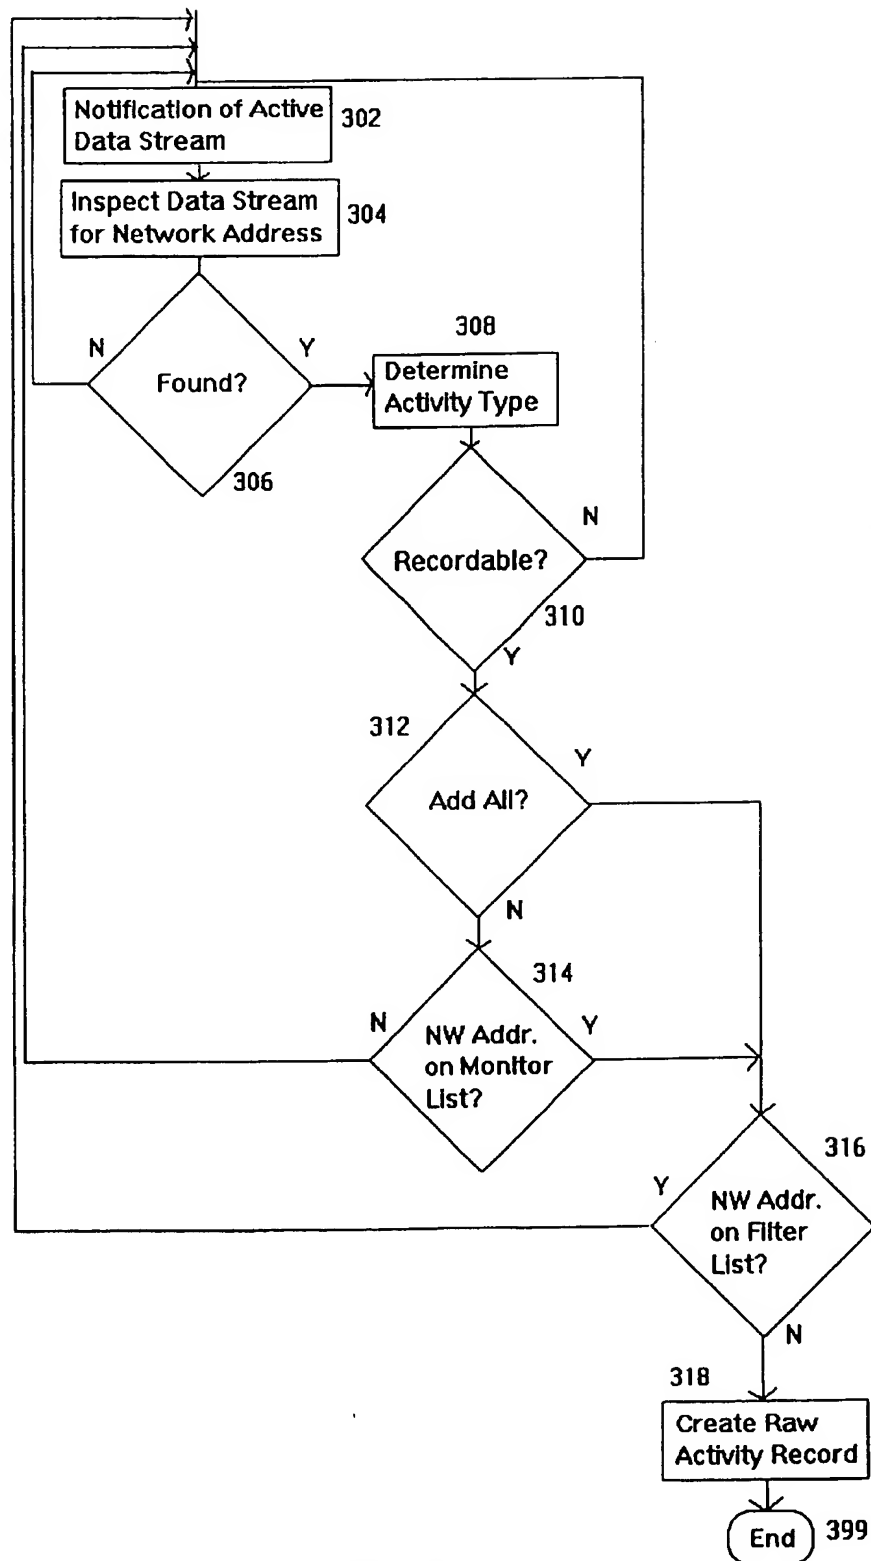 Notification of Active
Data Stream
302
Inspect Data Stream
for Network Address
304
N
Y
Found?
306
308
Determine
Activity Type
N
Recordable?
310
Y
312
Y
Add All?
N
314
N
Y
NW Addr.
on Monitor
List?
316
Y
NW Addr.
on Filter
List?
N
318
Create Raw
Activity Record
End
399